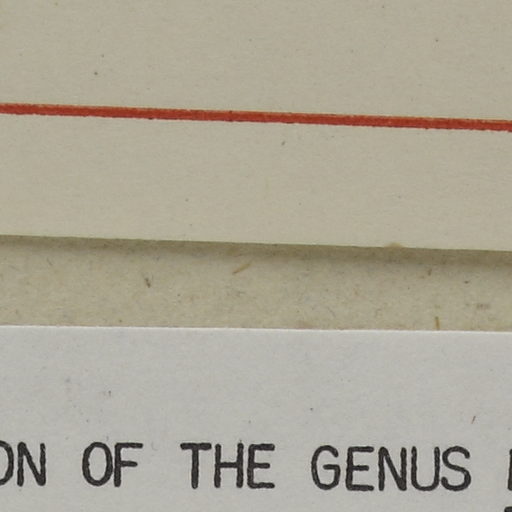 ON OF THE GENUS